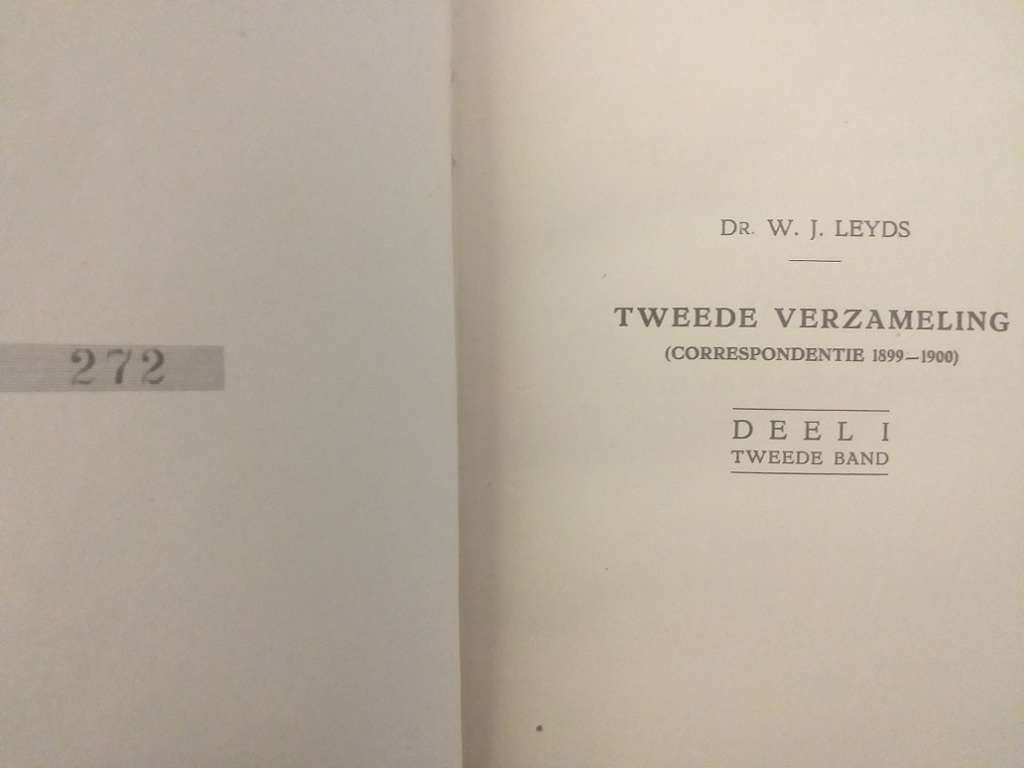 272
DR. W. J. LEYDS
TWEEDE VERZAMELING
(CORRESPONDENTIE 1899—1900)
DEEL I
TWEEDE BAND